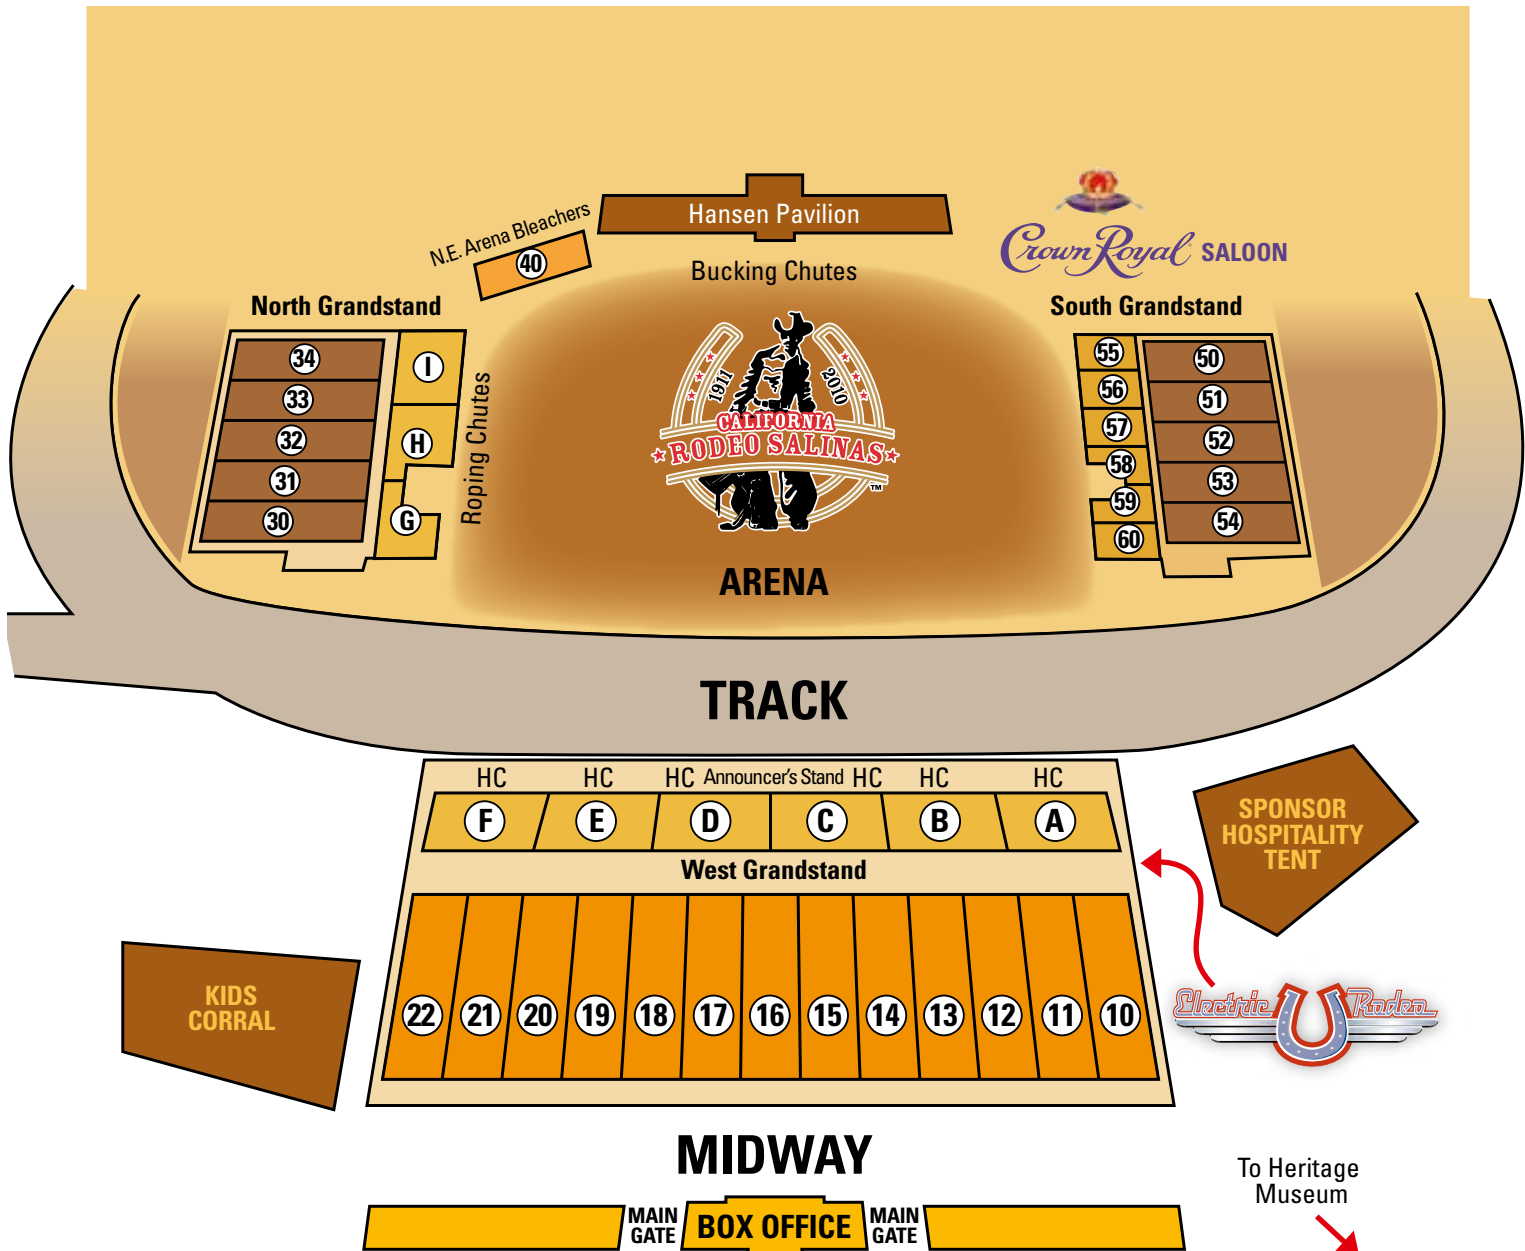 Hansen Pavilion
N.E. Arena Bleachers
40
Crown Royal SALOON
Bucking Chutes
North Grandstand
South Grandstand
34
33
32
31
30
I
H
G
Roping Chutes
1911
2010
CALIFORNIA
RODEO SALINAS
TM
55
56
57
58
59
60
50
51
52
53
54
ARENA
TRACK
HC HC HC Announcer's Stand HC HC HC
F E D C B A
West Grandstand
SPONSOR
HOSPITALITY
TENT
KIDS
CORRAL
22 21 20 19 18 17 16 15 14 13 12 11 10
Electric Rodeo
MIDWAY
To Heritage
Museum
MAIN
GATE
BOX OFFICE
MAIN
GATE